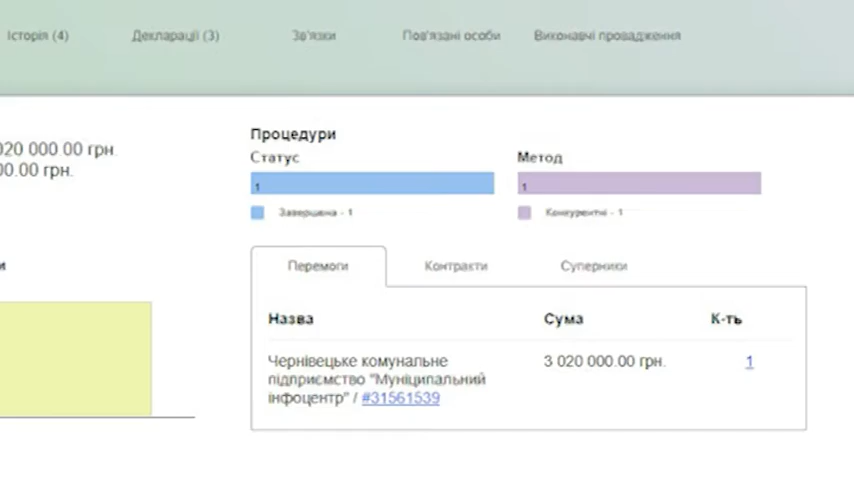 Історія (4) Декларації (3) Зв'язки Пов'язані особи Виконавчі провадження
020 000.00 грн.
00.00 грн.
Процедури
Статус Метод
1 1
Завершена - 1 Конкурентні - 1
и
Перемоги Контракти Суперники
Назва Сума К-ть
Чернівецьке комунальне 3 020 000.00 грн. 1
підприємство "Муніципальний
інфоцентр" / #31561539